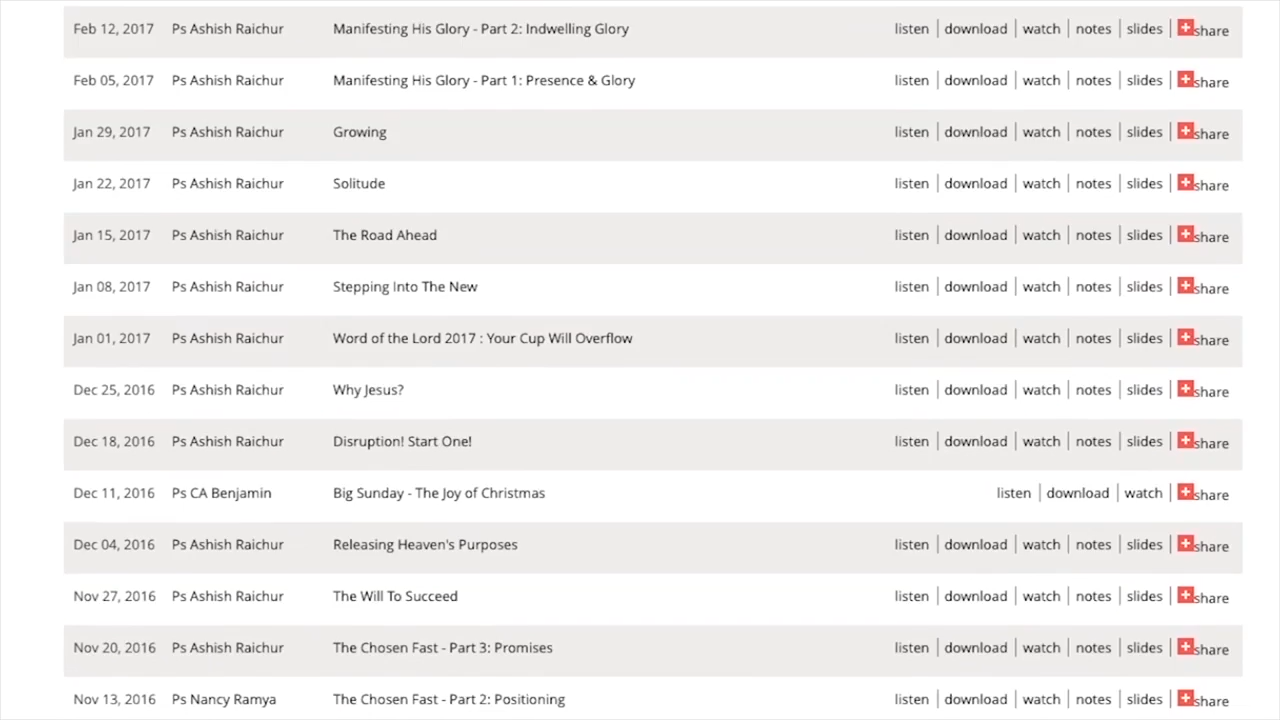 Feb 12, 2017 Ps Ashish Raichur Manifesting His Glory - Part 2: Indwelling Glory listen | download | watch | notes | slides | share
Feb 05, 2017 Ps Ashish Raichur Manifesting His Glory - Part 1: Presence & Glory listen | download | watch | notes | slides | share
Jan 29, 2017 Ps Ashish Raichur Growing listen | download | watch | notes | slides | share
Jan 22, 2017 Ps Ashish Raichur Solitude listen | download | watch | notes | slides | share
Jan 15, 2017 Ps Ashish Raichur The Road Ahead listen | download | watch | notes | slides | share
Jan 08, 2017 Ps Ashish Raichur Stepping Into The New listen | download | watch | notes | slides | share
Jan 01, 2017 Ps Ashish Raichur Word of the Lord 2017 : Your Cup Will Overflow listen | download | watch | notes | slides | share
Dec 25, 2016 Ps Ashish Raichur Why Jesus? listen | download | watch | notes | slides | share
Dec 18, 2016 Ps Ashish Raichur Disruption! Start One! listen | download | watch | notes | slides | share
Dec 11, 2016 Ps CA Benjamin Big Sunday - The Joy of Christmas listen | download | watch | share
Dec 04, 2016 Ps Ashish Raichur Releasing Heaven's Purposes listen | download | watch | notes | slides | share
Nov 27, 2016 Ps Ashish Raichur The Will To Succeed listen | download | watch | notes | slides | share
Nov 20, 2016 Ps Ashish Raichur The Chosen Fast - Part 3: Promises listen | download | watch | notes | slides | share
Nov 13, 2016 Ps Nancy Ramya The Chosen Fast - Part 2: Positioning listen | download | watch | notes | slides | share